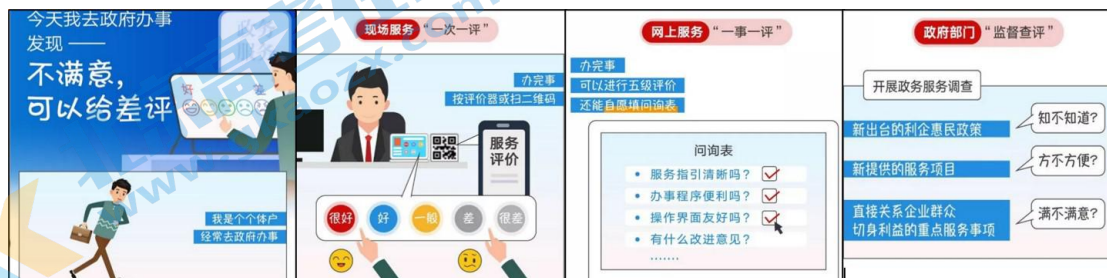 今天我去政府办事
发现——
不满意，
可以给差评
好
差
我是个个体户
经常去政府办事
现场服务“一次一评”
办完事
按评价器或扫二维码
服务
评价
很好
好
一般
差
很差
网上服务“一事一评”
办完事
可以进行五级评价
还能自愿填问询表
问询表
• 服务指引清晰吗？
• 办事程序便利吗？
• 操作界面友好吗？
• 有什么改进意见？
……
政府部门“监督查评”
开展政务服务调查
新出台的利企惠民政策
知不知道？
新提供的服务项目
方不方便？
直接关系企业群众
切身利益的重点服务事项
满不满意？